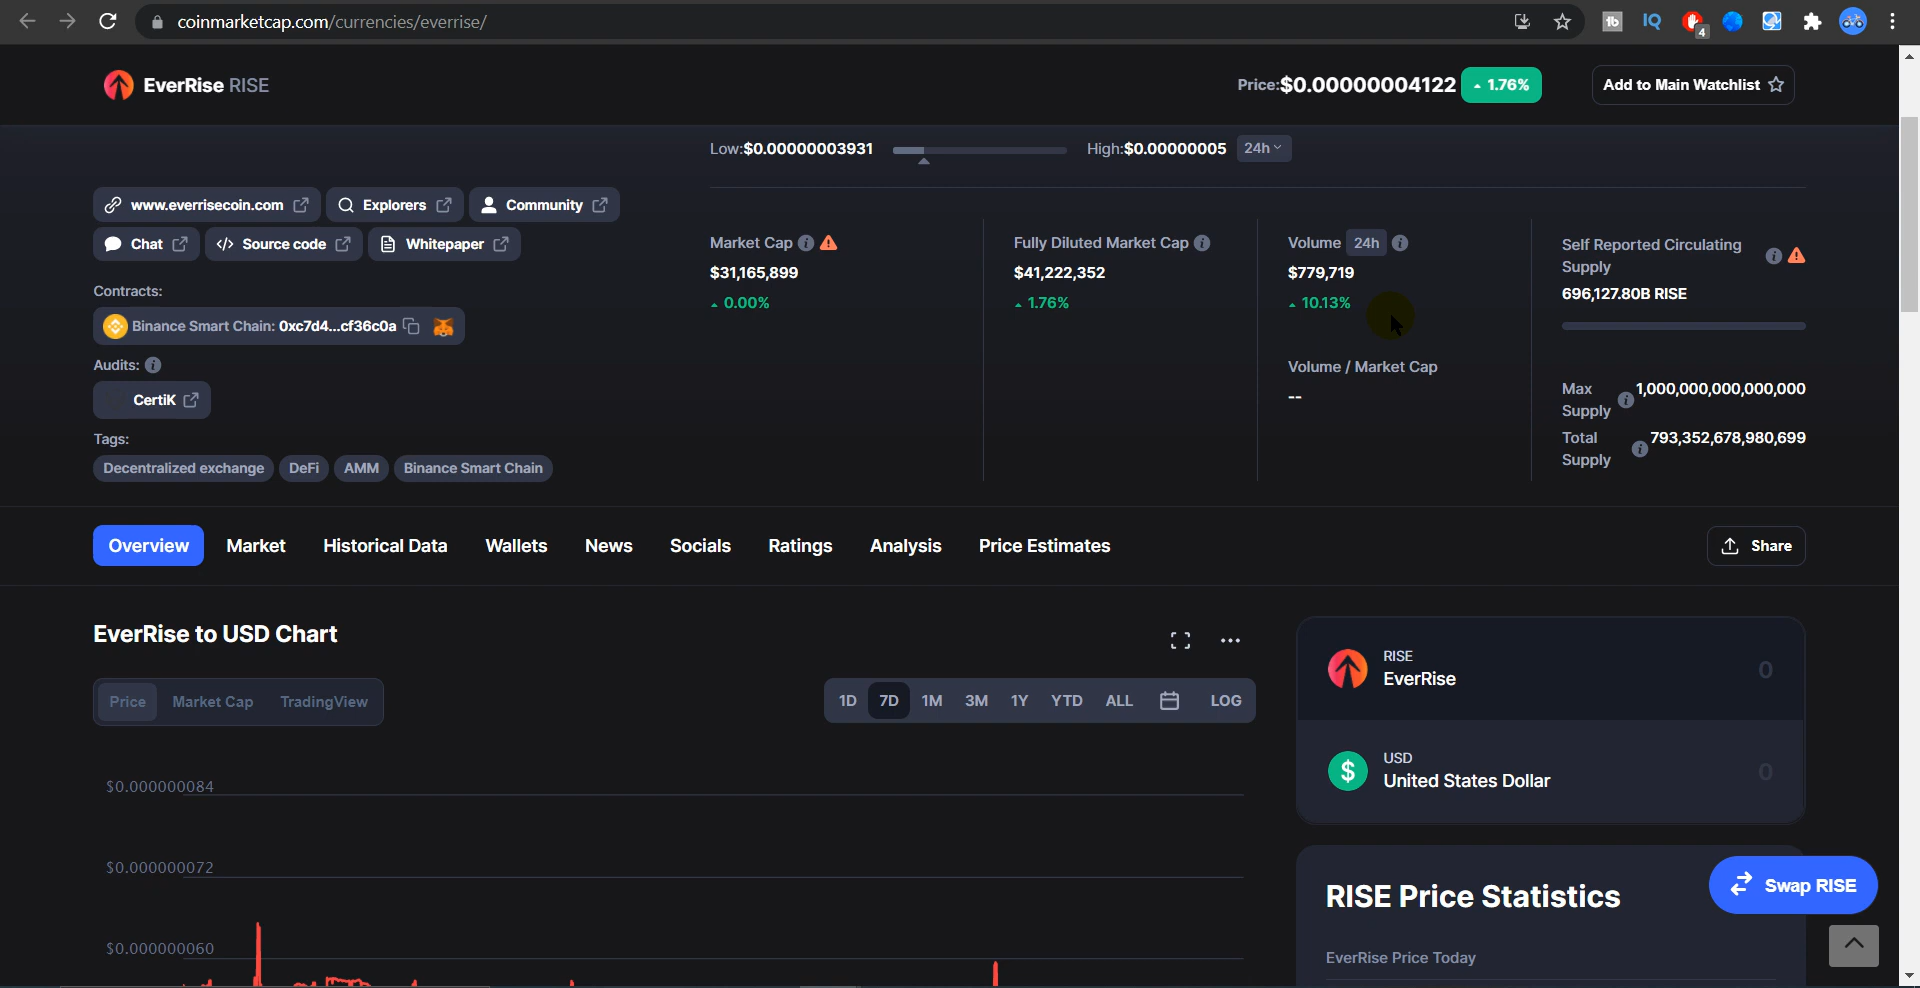 coinmarketcap.com/currencies/everrise/
4
EverRise RISE
Price:$0.00000004122 1.76%
Add to Main Watchlist
Low:$0.00000003931 High:$0.00000005 24h
www.everrisecoin.com Explorers Community
Chat </> Source code Whitepaper
Contracts:
Binance Smart Chain: 0xc7d4...cf36c0a
Audits:
CertiK
Tags:
Decentralized exchange DeFi AMM Binance Smart Chain
Market Cap
$31,165,899
0.00%
Fully Diluted Market Cap
$41,222,352
1.76%
Volume 24h
$779,719
10.13%
Volume / Market Cap
--
Self Reported Circulating
Supply
696,127.80B RISE
Max
Supply
1,000,000,000,000,000
Total
Supply
793,352,678,980,699
Overview Market Historical Data Wallets News Socials Ratings Analysis Price Estimates
Share
EverRise to USD Chart
Price Market Cap TradingView
1D 7D 1M 3M 1Y YTD ALL LOG
$0.000000084
$0.000000072
$0.000000060
RISE
EverRise
0
USD
United States Dollar
0
RISE Price Statistics
Swap RISE
EverRise Price Today